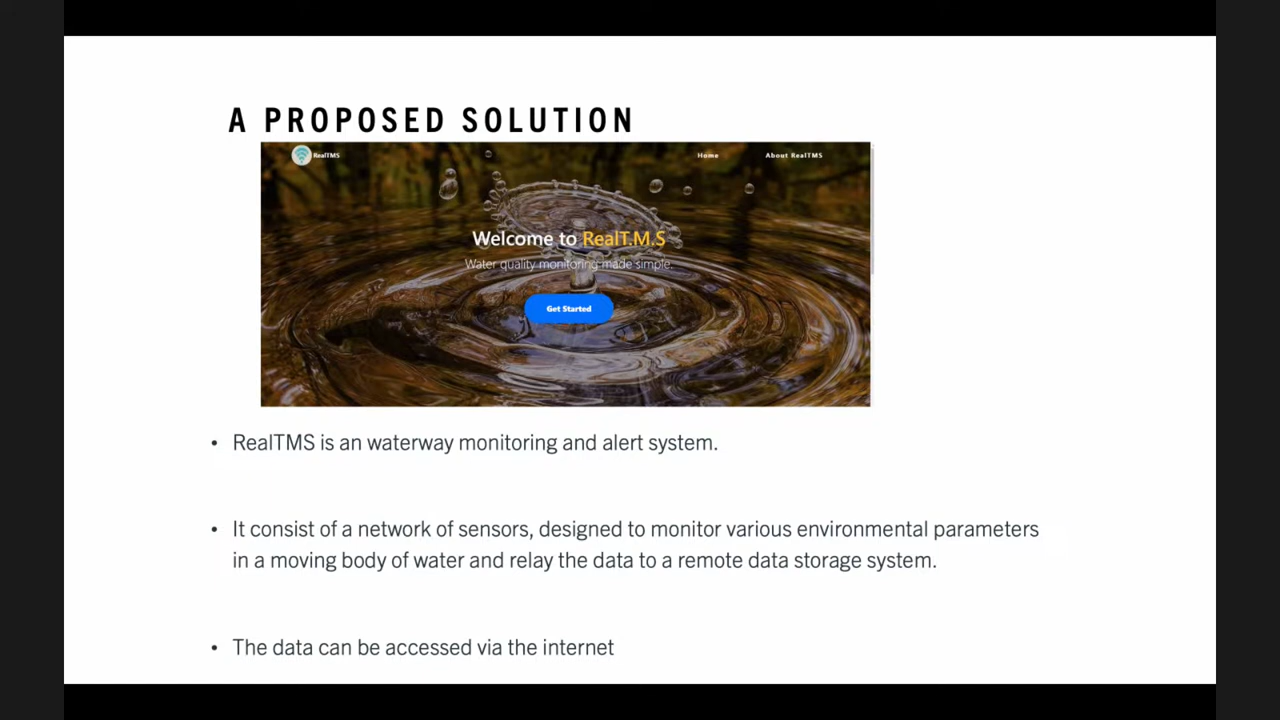 A PROPOSED SOLUTION
RealTMS
Home
About RealTMS
Welcome to RealT.M.S
Water quality monitoring made simple.
Get Started
• RealTMS is an waterway monitoring and alert system.
• It consist of a network of sensors, designed to monitor various environmental parameters
in a moving body of water and relay the data to a remote data storage system.
• The data can be accessed via the internet